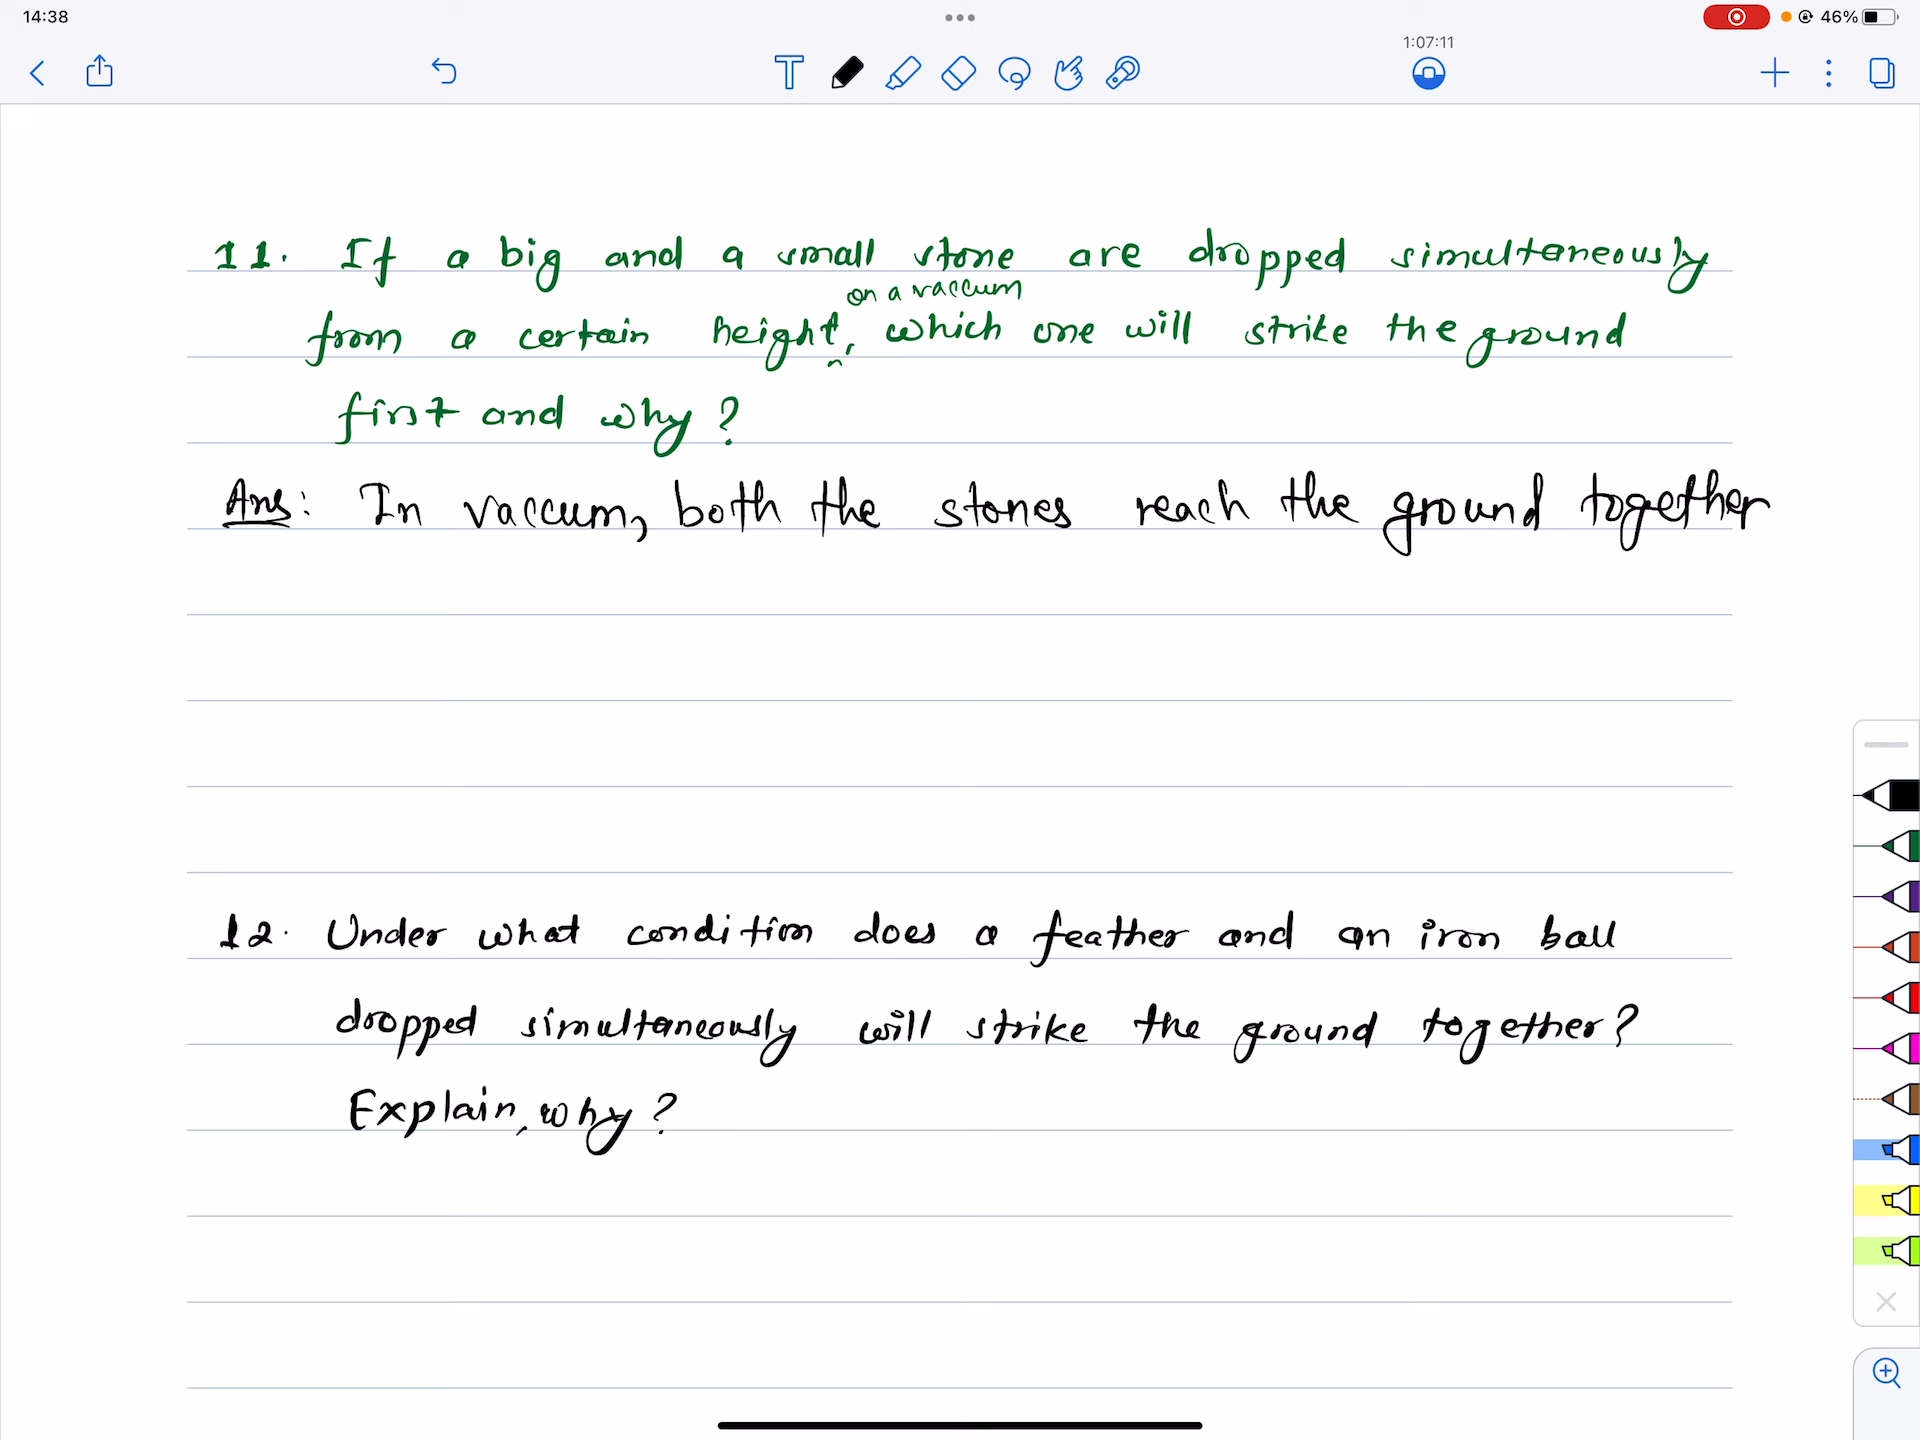 14:38
46%
1:07:11
11. If a big and a small stone are dropped simultaneously
on a vaccum
from a certain height, which one will strike the ground
first and why?
Ans: In vaccum, both the stones reach the ground together
12. Under what condition does a feather and an iron ball
dropped simultaneously will strike the ground together?
Explain, why?